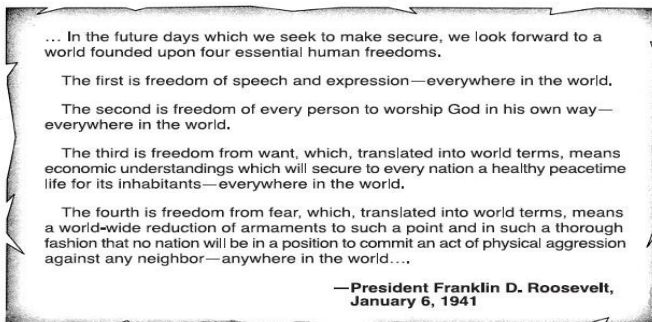 ... In the future days which we seek to make secure, we look forward to a
world founded upon four essential human freedoms.
The first is freedom of speech and expression—everywhere in the world.
The second is freedom of every person to worship God in his own way—
everywhere in the world.
The third is freedom from want, which, translated into world terms, means
economic understandings which will secure to every nation a healthy peacetime
life for its inhabitants—everywhere in the world.
The fourth is freedom from fear, which, translated into world terms, means
a world-wide reduction of armaments to such a point and in such a thorough
fashion that no nation will be in a position to commit an act of physical aggression
against any neighbor—anywhere in the world....
—President Franklin D. Roosevelt,
January 6, 1941